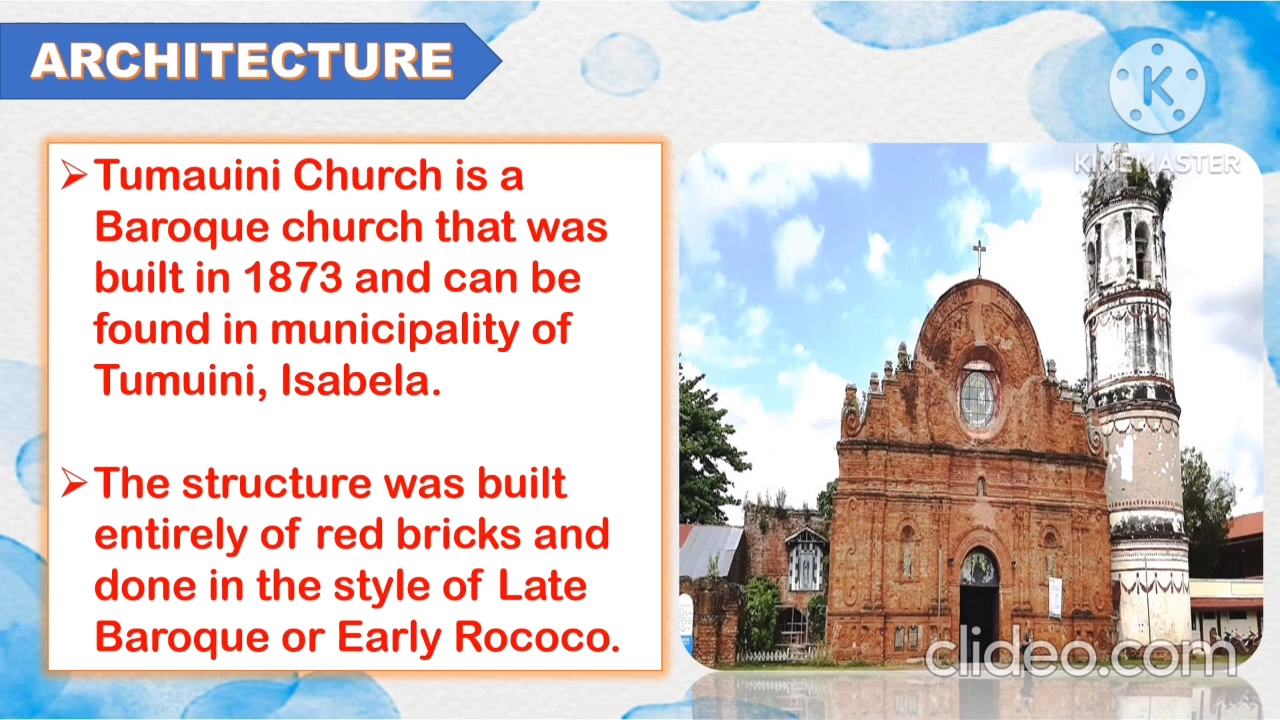 ARCHITECTURE
K
KINEMASTER
➢Tumauini Church is a
Baroque church that was
built in 1873 and can be
found in municipality of
Tumuini, Isabela.
➢The structure was built
entirely of red bricks and
done in the style of Late
Baroque or Early Rococo.
clideo.com